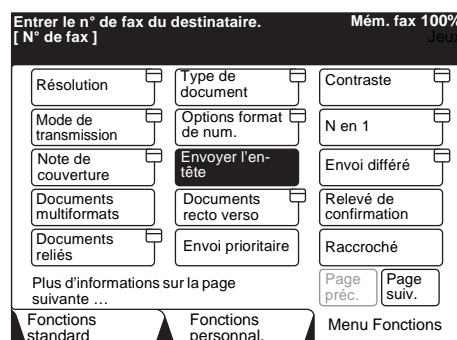 Entrer le n° de fax du destinataire.
Mém. fax 100%
[ N° de fax ]
Jeux
Résolution
Type de
document
Contraste
Mode de
transmission
Options format
de num.
N en 1
Note de
couverture
Envoyer l'en-
tête
Envoi différé
Documents
multiformats
Documents
recto verso
Relevé de
confirmation
Documents
reliés
Envoi prioritaire
Raccroché
Plus d'informations sur la page
suivante …
Page
préc.
Page
suiv.
Fonctions
standard
Fonctions
personnal.
Menu Fonctions